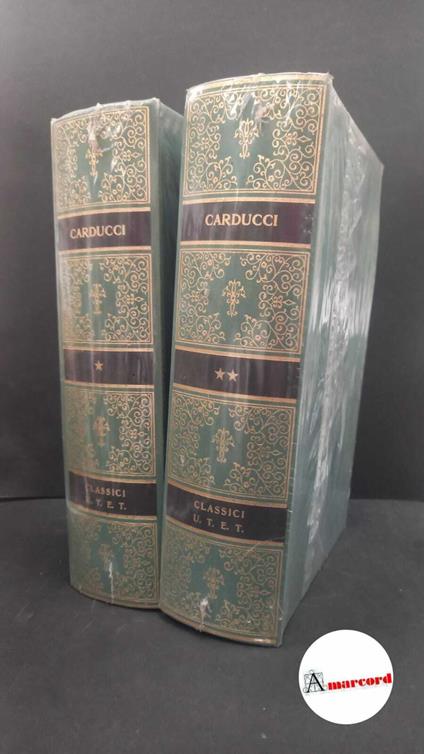 CARDUCCI
★
CLASSICI
U. T. E. T.
CARDUCCI
★★
CLASSICI
U. T. E. T.
Amarcord